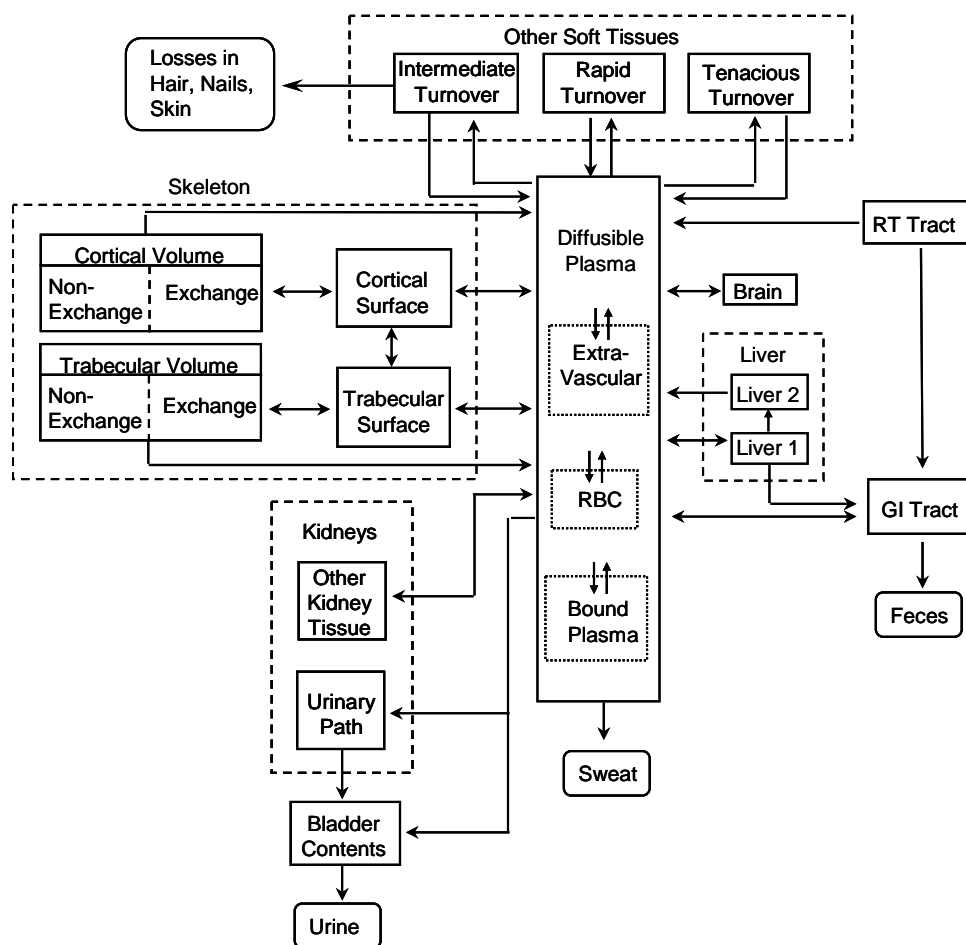 Other Soft Tissues
Losses in
Hair, Nails,
Skin
Intermediate
Turnover
Rapid
Turnover
Tenacious
Turnover
Skeleton
Cortical Volume
Non-
Exchange
Exchange
Cortical
Surface
Trabecular Volume
Non-
Exchange
Exchange
Trabecular
Surface
Diffusible
Plasma
Extra-
Vascular
RBC
Bound
Plasma
RT Tract
Brain
Liver
Liver 2
Liver 1
GI Tract
Feces
Kidneys
Other
Kidney
Tissue
Urinary
Path
Sweat
Bladder
Contents
Urine